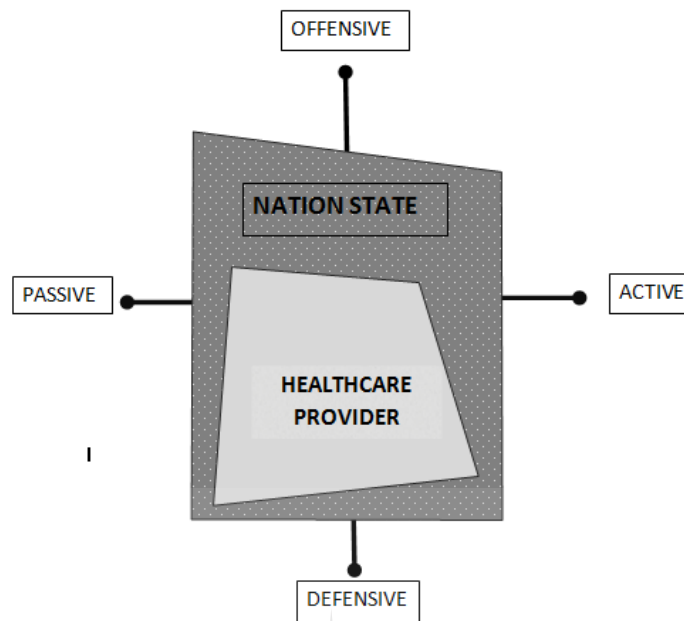 OFFENSIVE
NATION STATE
PASSIVE
ACTIVE
HEALTHCARE
PROVIDER
I
DEFENSIVE